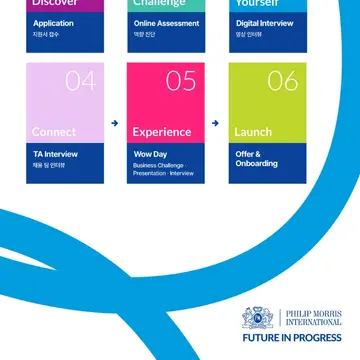 Discover
Challenge
Yourself
Application
지원서 접수
Online Assessment
역량 진단
Digital Interview
영상 인터뷰
04
Connect
TA Interview
채용 팀 인터뷰
05
Experience
Wow Day
Business Challenge ·
Presentation · Interview
06
Launch
Offer &
Onboarding
PHILIP MORRIS
INTERNATIONAL
FUTURE IN PROGRESS